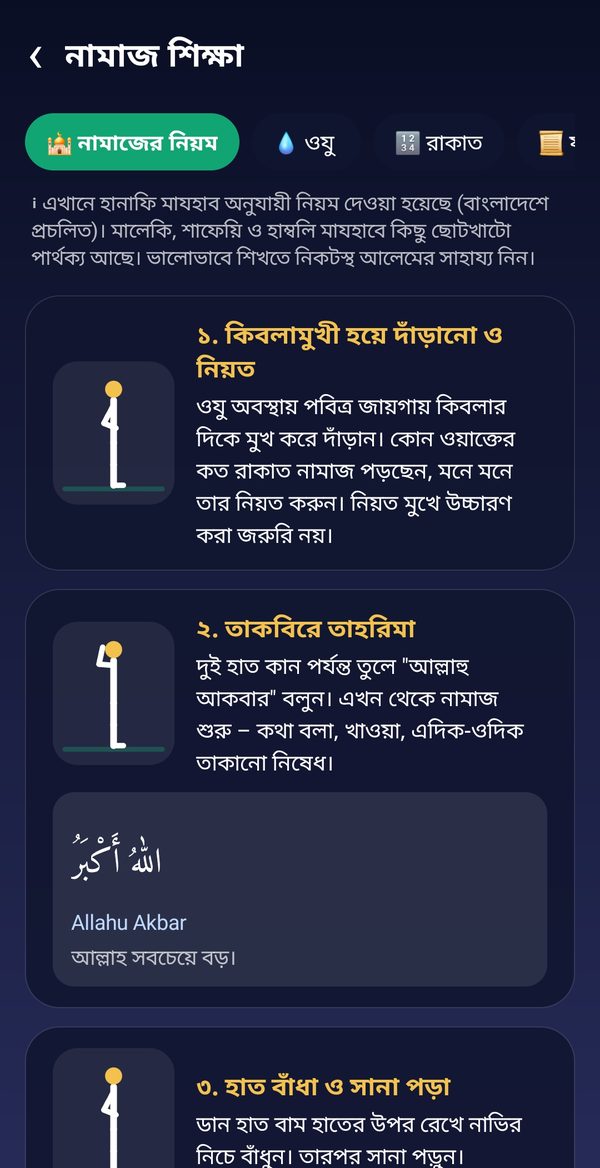 নামাজ শিক্ষা
নামাজের নিয়ম
ওযু
রাকাত
এখানে হানাফি মাযহাব অনুযায়ী নিয়ম দেওয়া হয়েছে (বাংলাদেশে
প্রচলিত)। মালেকি, শাফেয়ি ও হাম্বলি মাযহাবে কিছু ছোটখাটো
পার্থক্য আছে। ভালোভাবে শিখতে নিকটস্থ আলেমের সাহায্য নিন।
১. কিবলামুখী হয়ে দাঁড়ানো ও
নিয়ত
ওযু অবস্থায় পবিত্র জায়গায় কিবলার
দিকে মুখ করে দাঁড়ান। কোন ওয়াক্তের
কত রাকাত নামাজ পড়ছেন, মনে মনে
তার নিয়ত করুন। নিয়ত মুখে উচ্চারণ
করা জরুরি নয়।
২. তাকবিরে তাহরিমা
দুই হাত কান পর্যন্ত তুলে "আল্লাহু
আকবার" বলুন। এখন থেকে নামাজ
শুরু – কথা বলা, খাওয়া, এদিক-ওদিক
তাকানো নিষেধ।
اللهُ أَكْبَرُ
Allahu Akbar
আল্লাহ সবচেয়ে বড়।
৩. হাত বাঁধা ও সানা পড়া
ডান হাত বাম হাতের উপর রেখে নাভির
নিচে বাঁধুন। তারপর সানা পড়ুন।